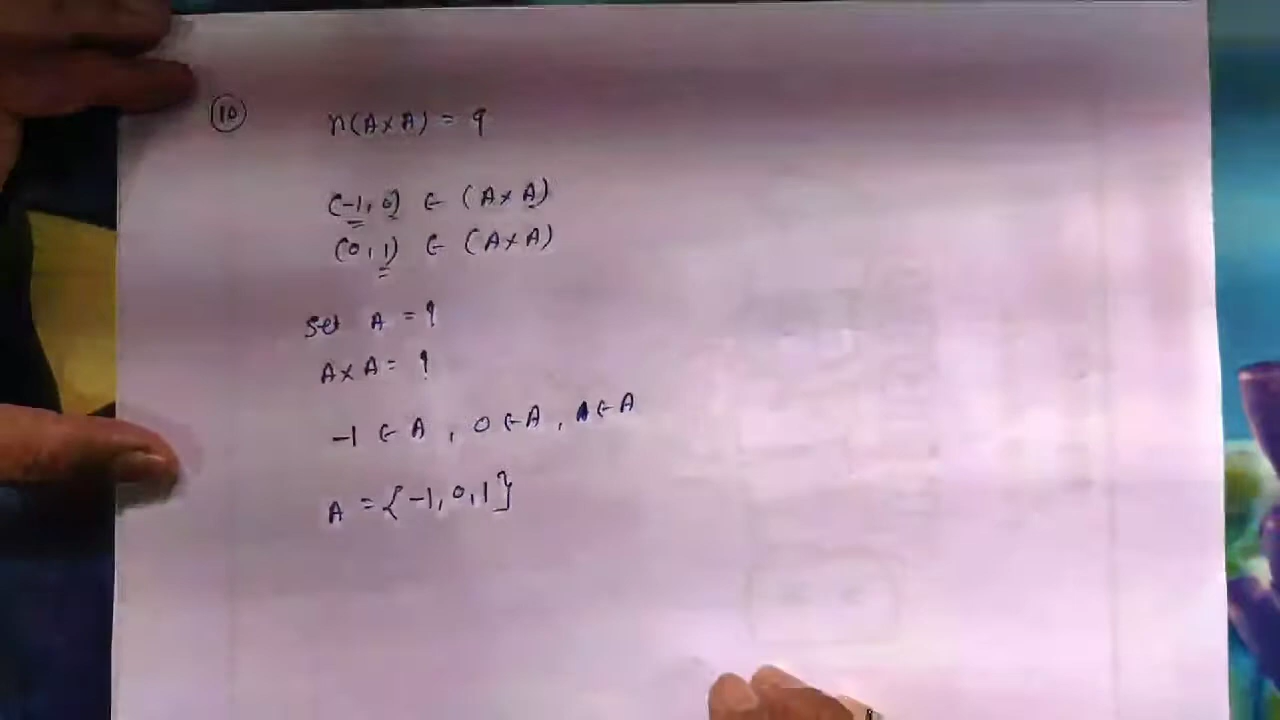 10
n(A×A) = 9
(-1, 0) ∈ (A×A)
(0, 1) ∈ (A×A)
Set A = ?
A×A = ?
-1 ∈ A , 0 ∈ A , 1 ∈ A
A = {-1, 0, 1}